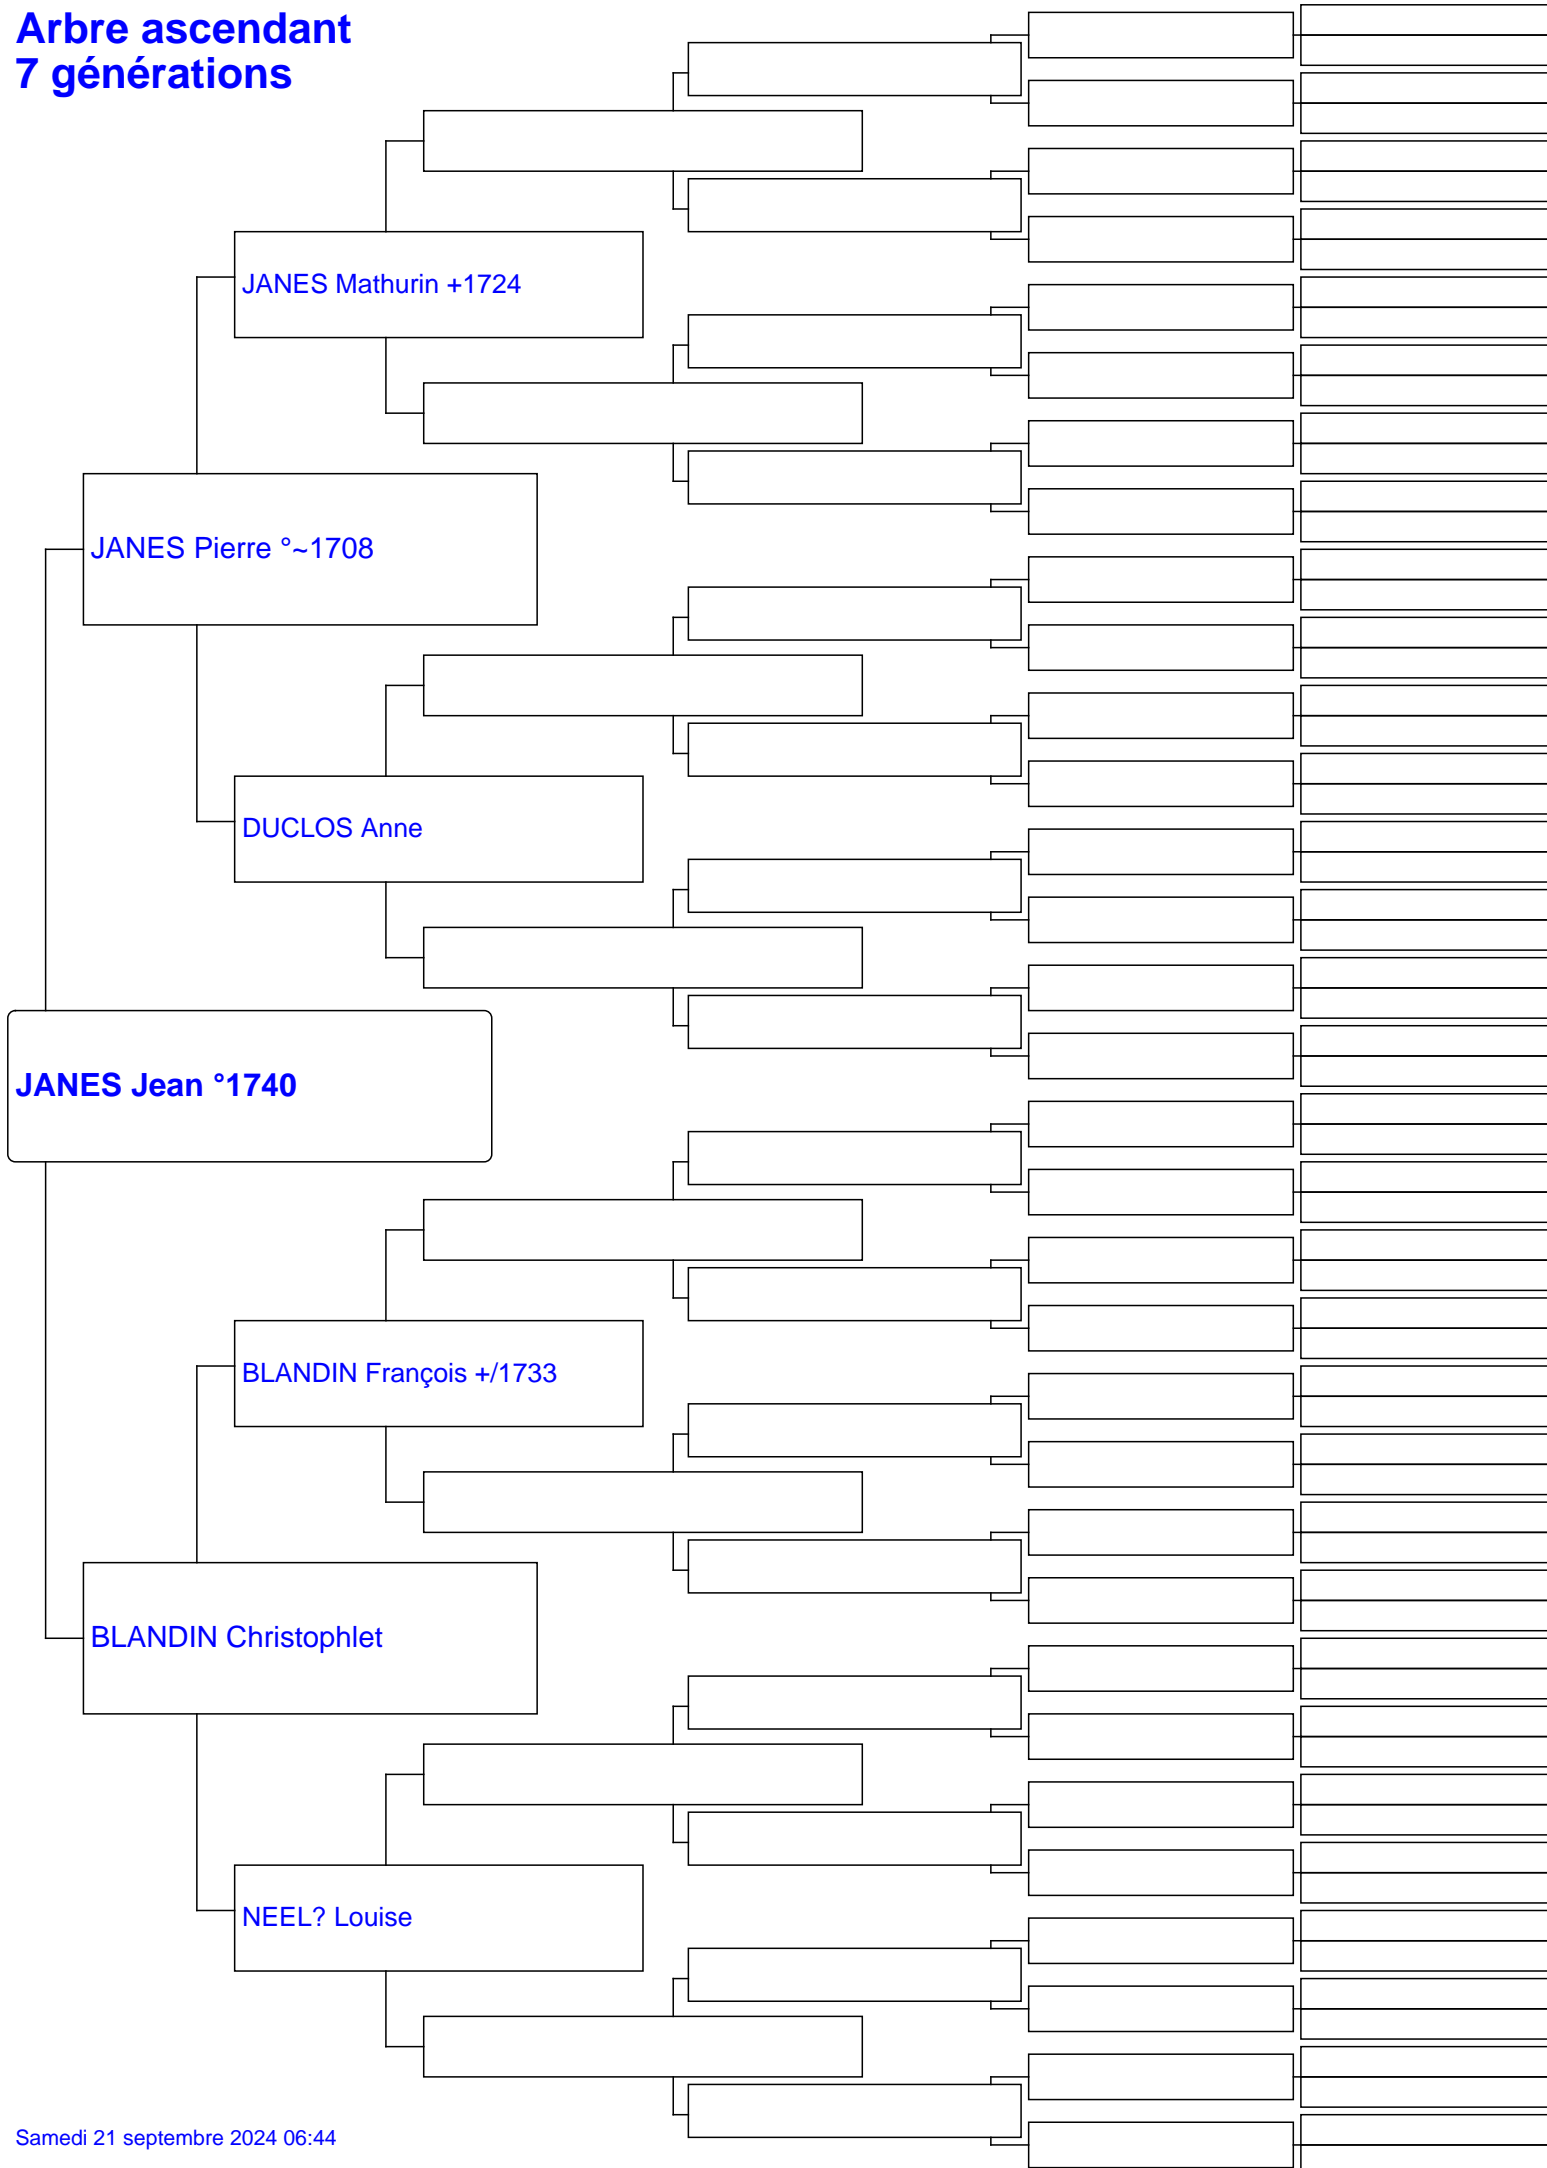 Arbre ascendant
7 générations
JANES Mathurin +1724
JANES Pierre °~1708
DUCLOS Anne
JANES Jean °1740
BLANDIN François +/1733
BLANDIN Christophlet
NEEL? Louise
Samedi 21 septembre 2024 06:44